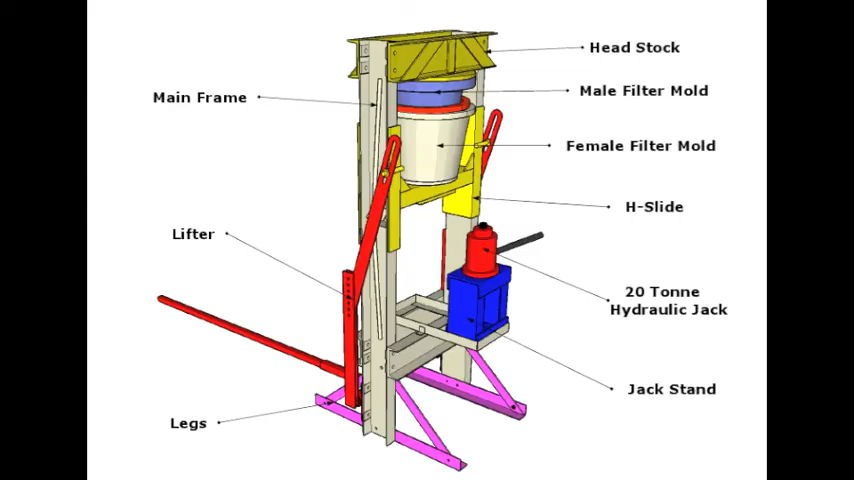 Head Stock
Male Filter Mold
Main Frame
Female Filter Mold
H-Slide
Lifter
20 Tonne
Hydraulic Jack
Jack Stand
Legs